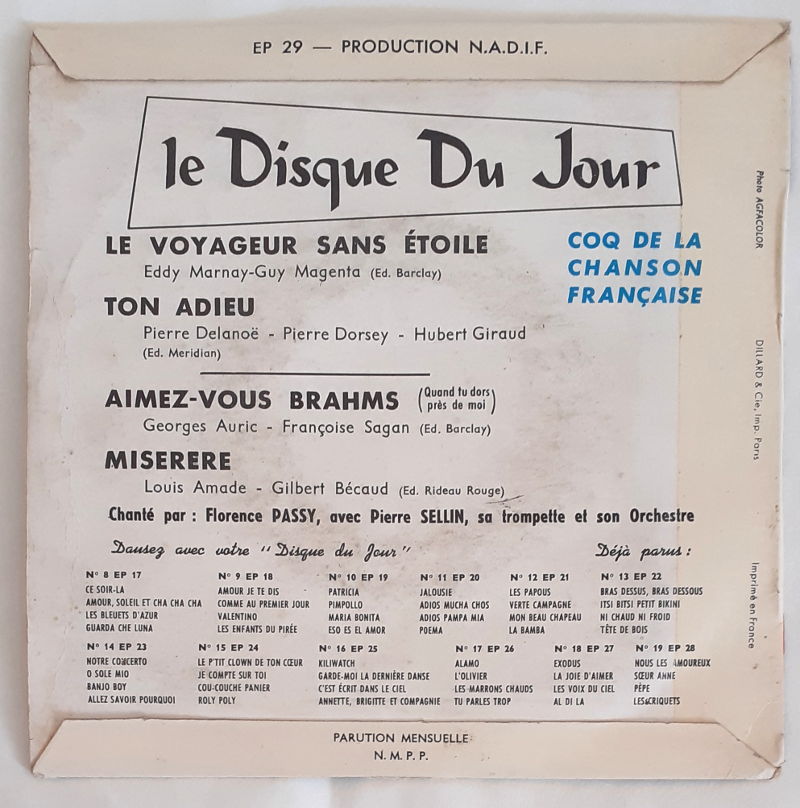 EP 29 — PRODUCTION N.A.D.I.F.
le Disque Du Jour
LE VOYAGEUR SANS ÉTOILE
Eddy Marnay-Guy Magenta (Ed. Barclay)
COQ DE LA
CHANSON
FRANÇAISE
TON ADIEU
Pierre Delanoë - Pierre Dorsey - Hubert Giraud
(Ed. Meridian)
AIMEZ-VOUS BRAHMS (Quand tu dors
près de moi)
Georges Auric - Françoise Sagan (Ed. Barclay)
MISERERE
Louis Amade - Gilbert Bécaud (Ed. Rideau Rouge)
Chanté par : Florence PASSY, avec Pierre SELLIN, sa trompette et son Orchestre
Dansez avec votre "Disque du Jour"
Déjà parus :
N° 8 EP 17
CE SOIR-LA
AMOUR, SOLEIL ET CHA CHA CHA
LES BLEUETS D'AZUR
GUARDA CHE LUNA
N° 9 EP 18
AMOUR JE TE DIS
COMME AU PREMIER JOUR
VALENTINO
LES ENFANTS DU PIRÉE
N° 10 EP 19
PATRICIA
PIMPOLLO
MARIA BONITA
ESO ES EL AMOR
N° 11 EP 20
JALOUSIE
ADIOS MUCHA CHOS
ADIOS PAMPA MIA
POEMA
N° 12 EP 21
LES PAPOUS
VERTE CAMPAGNE
MON BEAU CHAPEAU
LA BAMBA
N° 13 EP 22
BRAS DESSUS, BRAS DESSOUS
ITSI BITSI PETIT BIKINI
NI CHAUD NI FROID
TÊTE DE BOIS
N° 14 EP 23
NOTRE CONCERTO
O SOLE MIO
BANJO BOY
ALLEZ SAVOIR POURQUOI
N° 15 EP 24
LE P'TIT CLOWN DE TON CŒUR
JE COMPTE SUR TOI
COU-COUCHE PANIER
ROLY POLY
N° 16 EP 25
KILIWATCH
GARDE-MOI LA DERNIÈRE DANSE
C'EST ÉCRIT DANS LE CIEL
ANNETTE, BRIGITTE ET COMPAGNIE
N° 17 EP 26
ALAMO
L'OLIVIER
LES MARRONS CHAUDS
TU PARLES TROP
N° 18 EP 27
EXODUS
LA JOIE D'AIMER
LES VOIX DU CIEL
AL DI LA
N° 19 EP 28
NOUS LES AMOUREUX
SŒUR ANNE
PÉPÉ
LES CRIQUETS
PARUTION MENSUELLE
N. M. P. P.
Photo AGFACOLOR
DILLARD & Cie, Imp. Paris
Imprimé en France